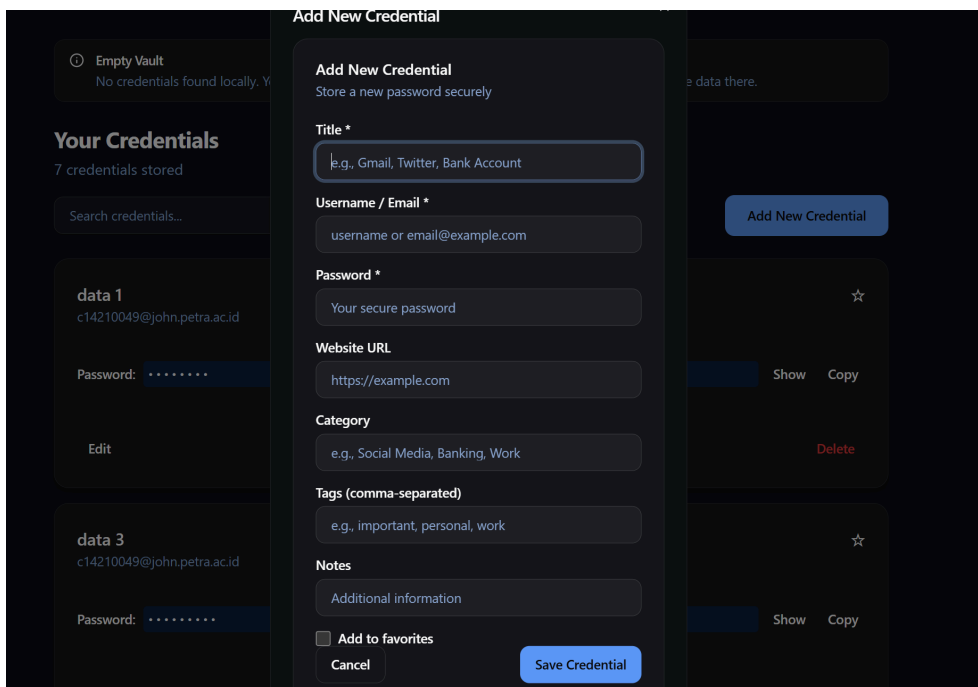 Add New Credential
Empty Vault
No credentials found locally. Y
e data there.
Your Credentials
7 credentials stored
Search credentials...
Add New Credential
data 1
c14210049@john.petra.ac.id
Password: ••••••••
Show Copy
Edit
Delete
data 3
c14210049@john.petra.ac.id
Password: •••••••••
Show Copy
Add New Credential
Store a new password securely
Title *
e.g., Gmail, Twitter, Bank Account
Username / Email *
username or email@example.com
Password *
Your secure password
Website URL
https://example.com
Category
e.g., Social Media, Banking, Work
Tags (comma-separated)
e.g., important, personal, work
Notes
Additional information
Add to favorites
Cancel
Save Credential